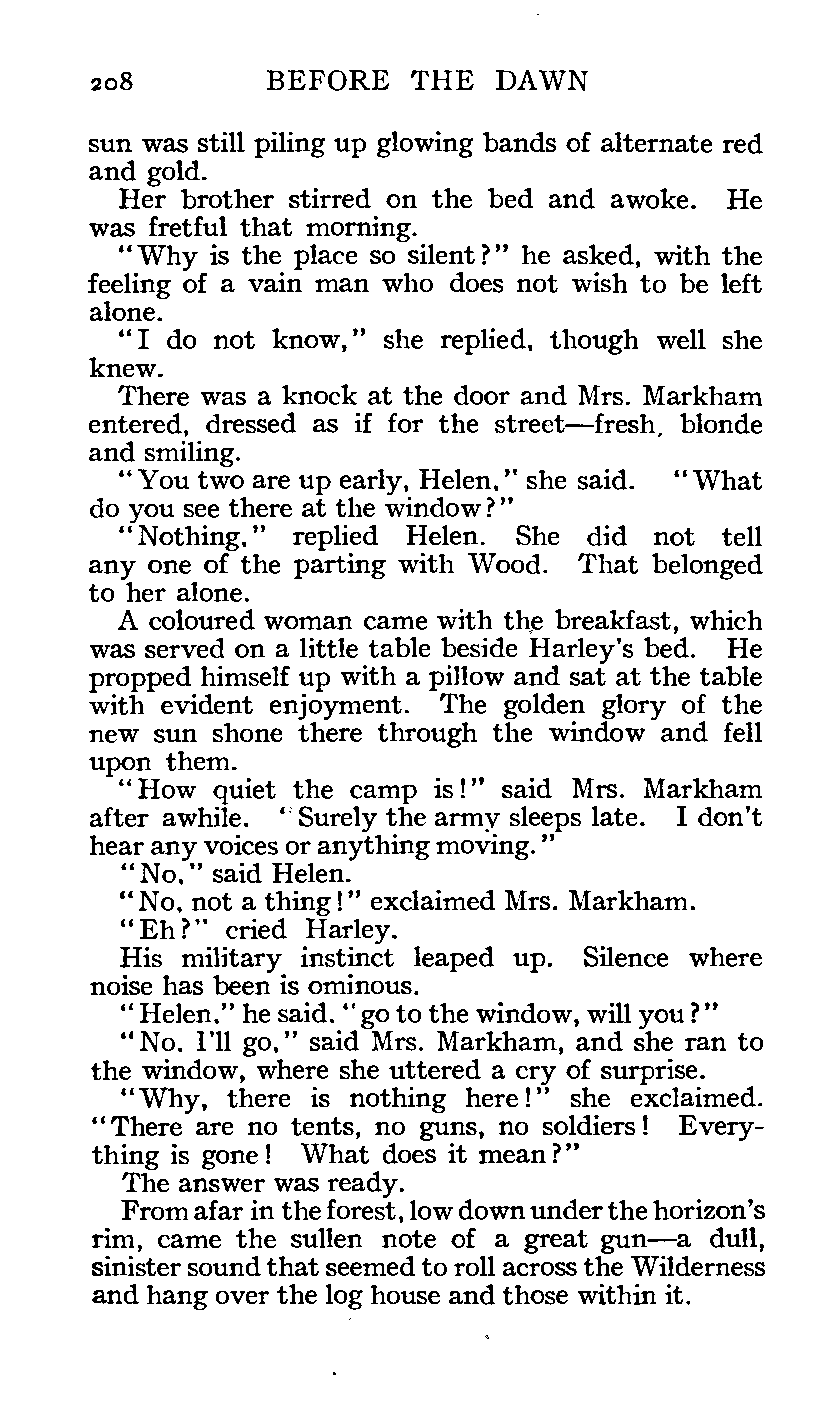 208 BEFORE THE DAWN
sun was still piling up glowing bands of alternate red
and gold.
Her brother stirred on the bed and awoke. He
was fretful that morning.
"Why is the place so silent?" he asked, with the
feeling of a vain man who does not wish to be left
alone.
"I do not know," she replied, though well she
knew.
There was a knock at the door and Mrs. Markham
entered, dressed as if for the street—fresh, blonde
and smiling.
"You two are up early, Helen," she said. "What
do you see there at the window?"
"Nothing," replied Helen. She did not tell
any one of the parting with Wood. That belonged
to her alone.
A coloured woman came with the breakfast, which
was served on a little table beside Harley's bed. He
propped himself up with a pillow and sat at the table
with evident enjoyment. The golden glory of the
new sun shone there through the window and fell
upon them.
"How quiet the camp is!" said Mrs. Markham
after awhile. "Surely the army sleeps late. I don't
hear any voices or anything moving."
"No," said Helen.
"No, not a thing!" exclaimed Mrs. Markham.
"Eh?" cried Harley.
His military instinct leaped up. Silence where
noise has been is ominous.
"Helen," he said, "go to the window, will you?"
"No, I'll go," said Mrs. Markham, and she ran to
the window, where she uttered a cry of surprise.
"Why, there is nothing here!" she exclaimed.
"There are no tents, no guns, no soldiers! Every-
thing is gone! What does it mean?"
The answer was ready.
From afar in the forest, low down under the horizon's
rim, came the sullen note of a great gun—a dull,
sinister sound that seemed to roll across the Wilderness
and hang over the log house and those within it.